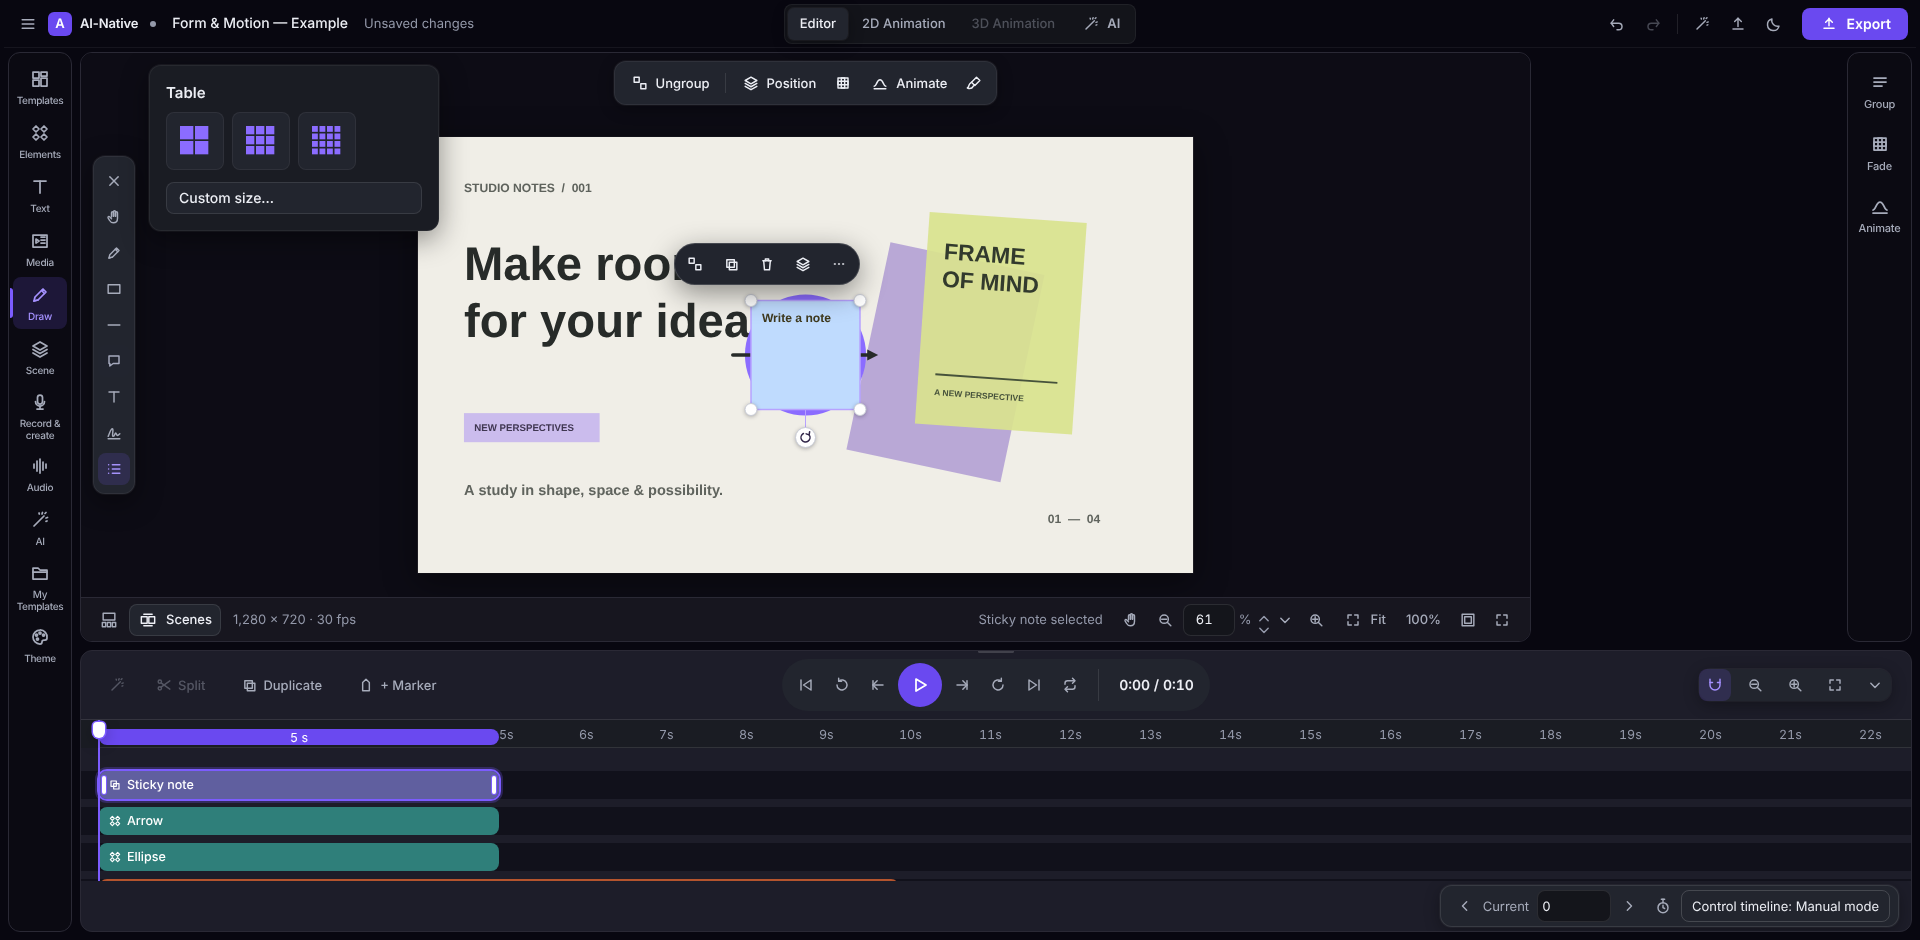 A AI-Native Form & Motion — Example Unsaved changes
Editor 2D Animation 3D Animation AI
Export
Templates
Elements
Text
Media
Draw
Scene
Record &
create
Audio
AI
My
Templates
Theme
Table
Custom size...
Ungroup Position Animate
STUDIO NOTES / 001
Make roo
for your idea
Write a note
FRAME
OF MIND
A NEW PERSPECTIVE
NEW PERSPECTIVES
A study in shape, space & possibility.
01 — 04
Group
Fade
Animate
Scenes 1,280 × 720 · 30 fps
Sticky note selected 61 % Fit 100%
Split Duplicate + Marker
0:00 / 0:10
5 s 5s 6s 7s 8s 9s 10s 11s 12s 13s 14s 15s 16s 17s 18s 19s 20s 21s 22s
Sticky note
Arrow
Ellipse
Current 0 Control timeline: Manual mode